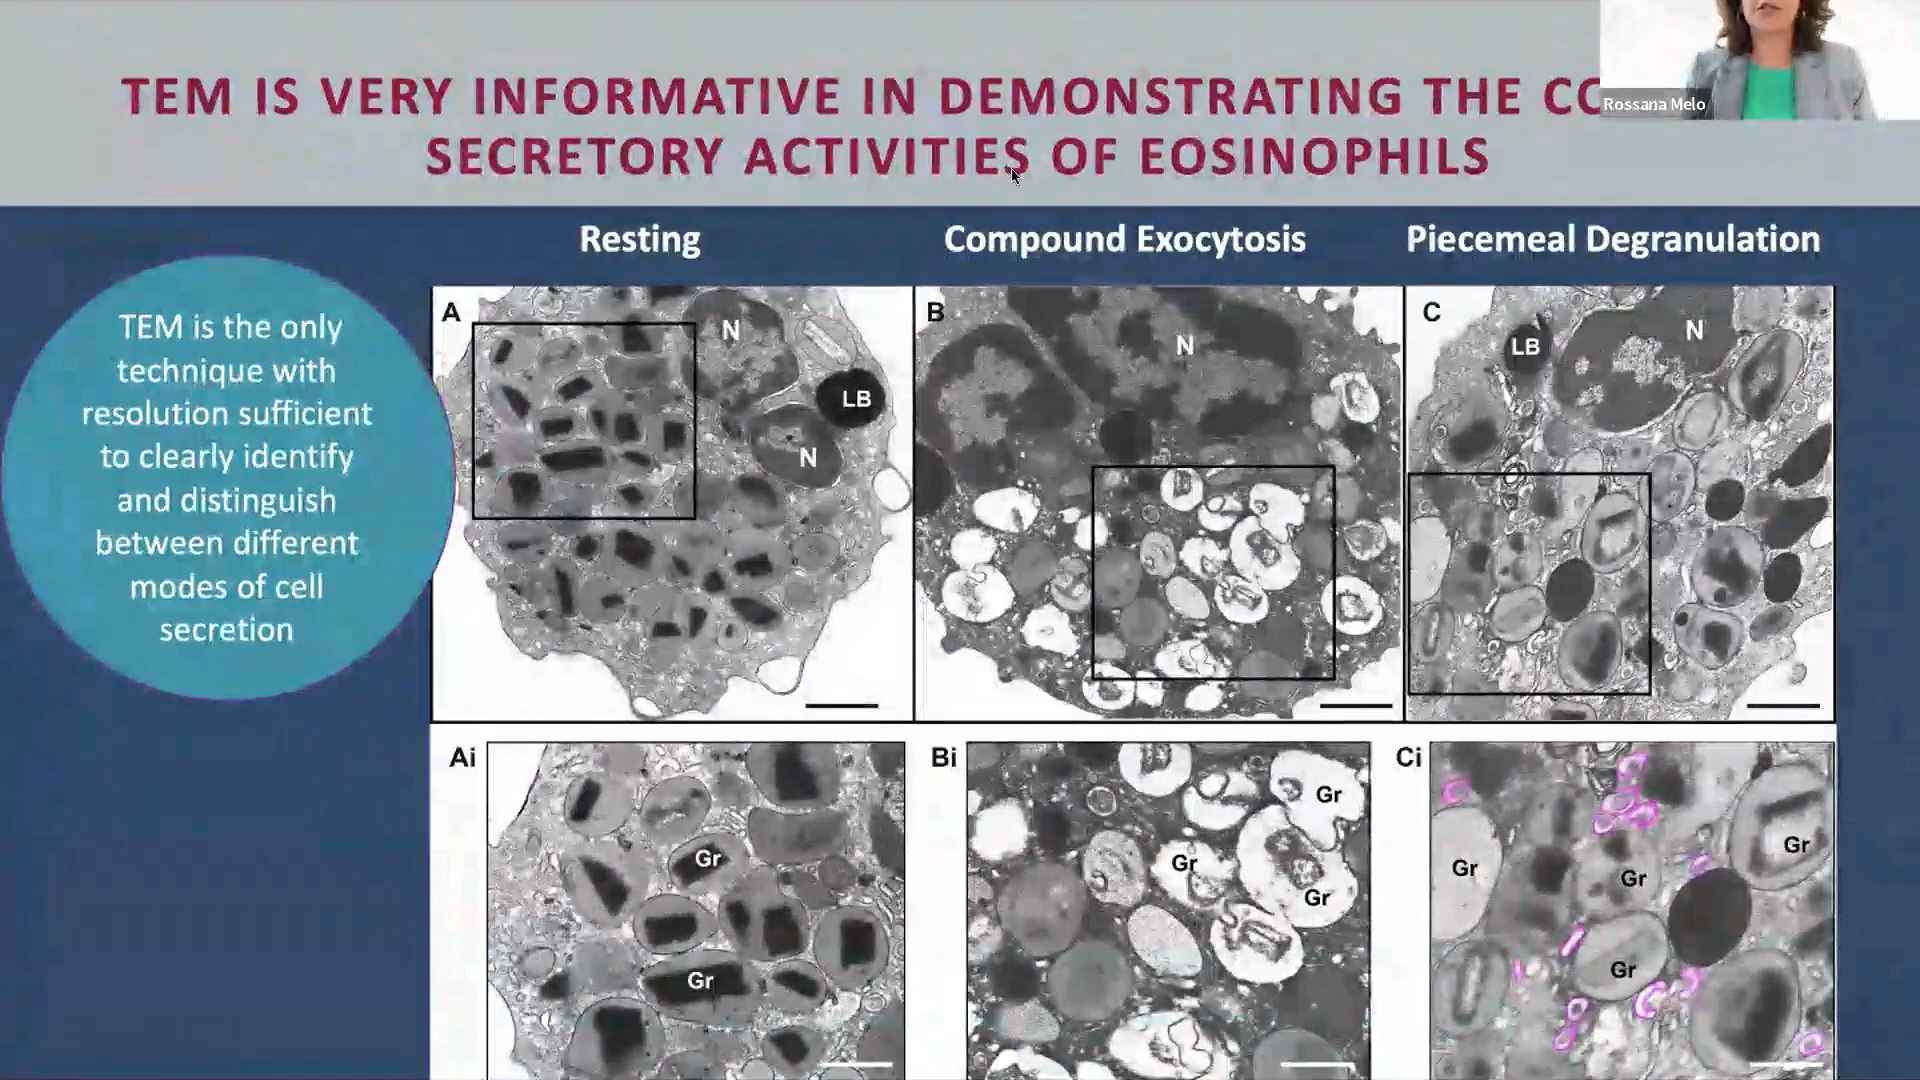 TEM IS VERY INFORMATIVE IN DEMONSTRATING THE
SECRETORY ACTIVITIES OF EOSINOPHILS
Rossana Melo
Resting
Compound Exocytosis
Piecemeal Degranulation
TEM is the only
technique with
resolution sufficient
to clearly identify
and distinguish
between different
modes of cell
secretion
A
N
LB
N
B
N
C
LB
N
Ai
Gr
Gr
Bi
Gr
Gr
Gr
Ci
Gr
Gr
Gr
Gr